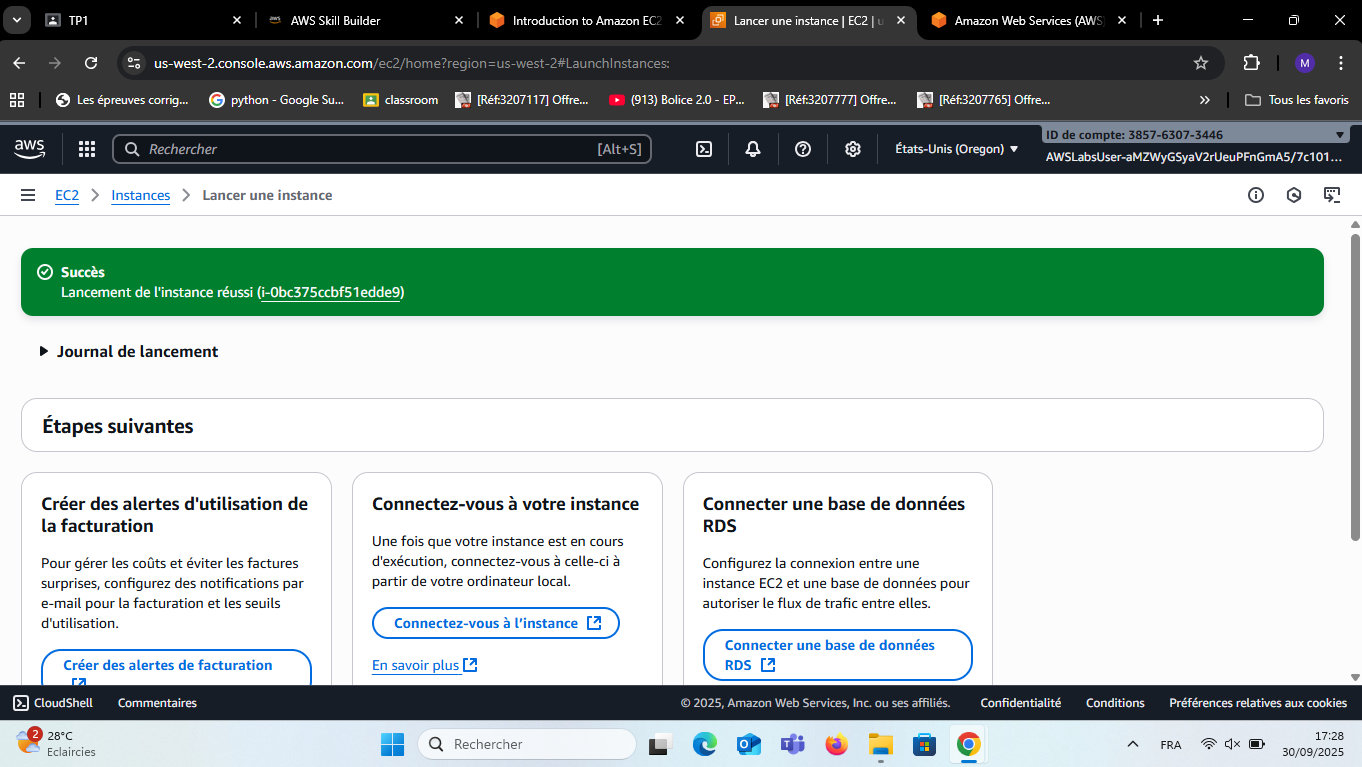 TP1
AWS Skill Builder
Introduction to Amazon EC2
Lancer une instance | EC2 | u
Amazon Web Services (AWS
us-west-2.console.aws.amazon.com/ec2/home?region=us-west-2#LaunchInstances:
M
Les épreuves corrig...
python - Google Su...
classroom
[Réf:3207117] Offre...
(913) Bolice 2.0 - EP...
[Réf:3207777] Offre...
[Réf:3207765] Offre...
»
Tous les favoris
aws
Rechercher
[Alt+S]
États-Unis (Oregon)
ID de compte: 3857-6307-3446
AWSLabsUser-aMZWyGSyaV2rUeuPFnGmA5/7c101...
EC2
Instances
Lancer une instance
Succès
Lancement de l'instance réussi (i-0bc375ccbf51edde9)
Journal de lancement
Étapes suivantes
Créer des alertes d'utilisation de
la facturation
Pour gérer les coûts et éviter les factures
surprises, configurez des notifications par
e-mail pour la facturation et les seuils
d'utilisation.
Créer des alertes de facturation
Connectez-vous à votre instance
Une fois que votre instance est en cours
d'exécution, connectez-vous à celle-ci à
partir de votre ordinateur local.
Connectez-vous à l’instance
En savoir plus
Connecter une base de données
RDS
Configurez la connexion entre une
instance EC2 et une base de données pour
autoriser le flux de trafic entre elles.
Connecter une base de données
RDS
CloudShell
Commentaires
© 2025, Amazon Web Services, Inc. ou ses affiliés.
Confidentialité
Conditions
Préférences relatives aux cookies
2
28°C
Eclaircies
Rechercher
FRA
17:28
30/09/2025